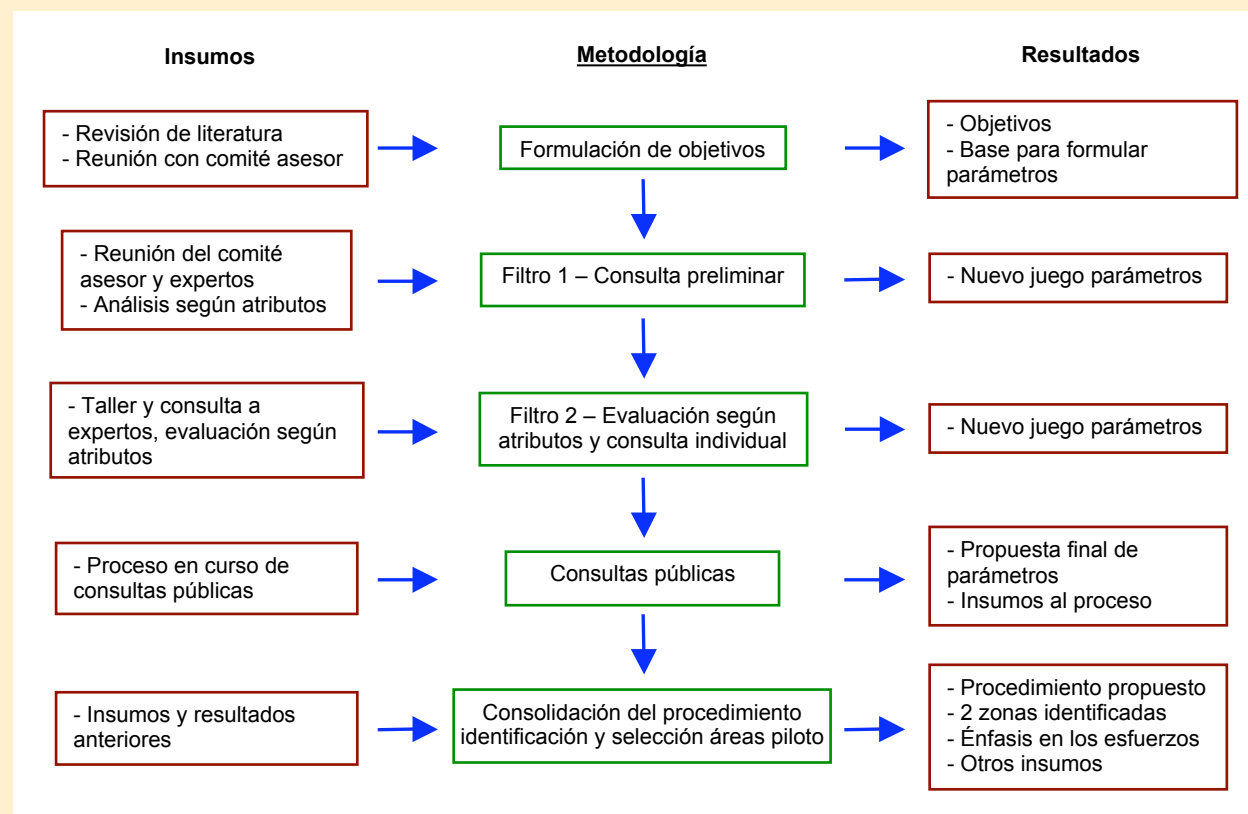 Insumos
Metodología
Resultados
- Revisión de literatura
- Reunión con comité asesor
Formulación de objetivos
- Objetivos
- Base para formular
parámetros
- Reunión del comité
asesor y expertos
- Análisis según atributos
Filtro 1 – Consulta preliminar
- Nuevo juego parámetros
- Taller y consulta a
expertos, evaluación según
atributos
Filtro 2 – Evaluación según
atributos y consulta individual
- Nuevo juego parámetros
- Proceso en curso de
consultas públicas
Consultas públicas
- Propuesta final de
parámetros
- Insumos al proceso
- Insumos y resultados
anteriores
Consolidación del procedimiento
identificación y selección áreas piloto
- Procedimiento propuesto
- 2 zonas identificadas
- Énfasis en los esfuerzos
- Otros insumos